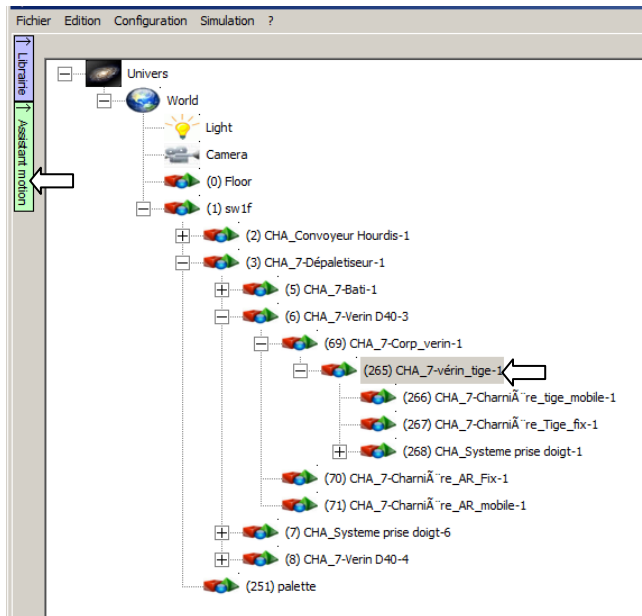 Fichier Edition Configuration Simulation ?
Librairie
Assistant motion
Univers
World
Light
Camera
(0) Floor
(1) sw1f
(2) CHA_Convoyeur Hourdis-1
(3) CHA_7-Dépaletiseur-1
(5) CHA_7-Bati-1
(6) CHA_7-Verin D40-3
(69) CHA_7-Corp_verin-1
(265) CHA_7-vérin_tige-1
(266) CHA_7-CharniÃ¨re_tige_mobile-1
(267) CHA_7-CharniÃ¨re_Tige_fix-1
(268) CHA_Systeme prise doigt-1
(70) CHA_7-CharniÃ¨re_AR_Fix-1
(71) CHA_7-CharniÃ¨re_AR_mobile-1
(7) CHA_Systeme prise doigt-6
(8) CHA_7-Verin D40-4
(251) palette